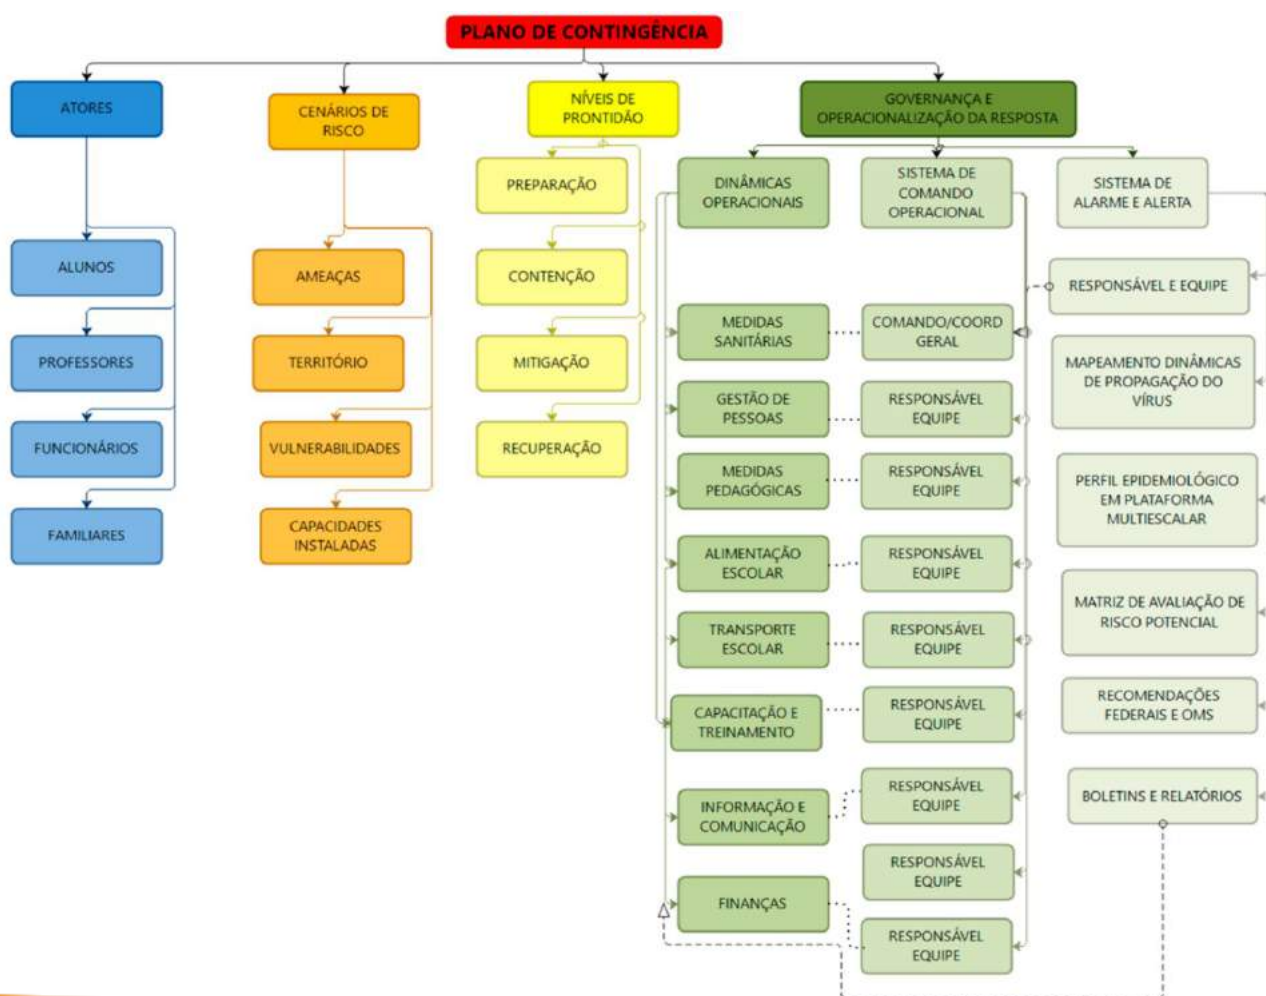 PLANO DE CONTINGÊNCIA
ATORES
ALUNOS
PROFESSORES
FUNCIONÁRIOS
FAMILIARES
CENÁRIOS DE
RISCO
AMEAÇAS
TERRITÓRIO
VULNERABILIDADES
CAPACIDADES
INSTALADAS
NÍVEIS DE
PRONTIDÃO
PREPARAÇÃO
CONTENÇÃO
MITIGAÇÃO
RECUPERAÇÃO
GOVERNANÇA E
OPERACIONALIZAÇÃO DA RESPOSTA
DINÂMICAS
OPERACIONAIS
MEDIDAS
SANITÁRIAS
GESTÃO DE
PESSOAS
MEDIDAS
PEDAGÓGICAS
ALIMENTAÇÃO
ESCOLAR
TRANSPORTE
ESCOLAR
CAPACITAÇÃO E
TREINAMENTO
INFORMAÇÃO E
COMUNICAÇÃO
FINANÇAS
SISTEMA DE
COMANDO
OPERACIONAL
COMANDO/COORD
GERAL
RESPONSÁVEL
EQUIPE
RESPONSÁVEL
EQUIPE
RESPONSÁVEL
EQUIPE
RESPONSÁVEL
EQUIPE
RESPONSÁVEL
EQUIPE
RESPONSÁVEL
EQUIPE
RESPONSÁVEL
EQUIPE
RESPONSÁVEL
EQUIPE
SISTEMA DE
ALARME E ALERTA
RESPONSÁVEL E EQUIPE
MAPEAMENTO DINÂMICAS
DE PROPAGAÇÃO DO
VÍRUS
PERFIL EPIDEMIOLÓGICO
EM PLATAFORMA
MULTIESCALAR
MATRIZ DE AVALIAÇÃO DE
RISCO POTENCIAL
RECOMENDAÇÕES
FEDERAIS E OMS
BOLETINS E RELATÓRIOS